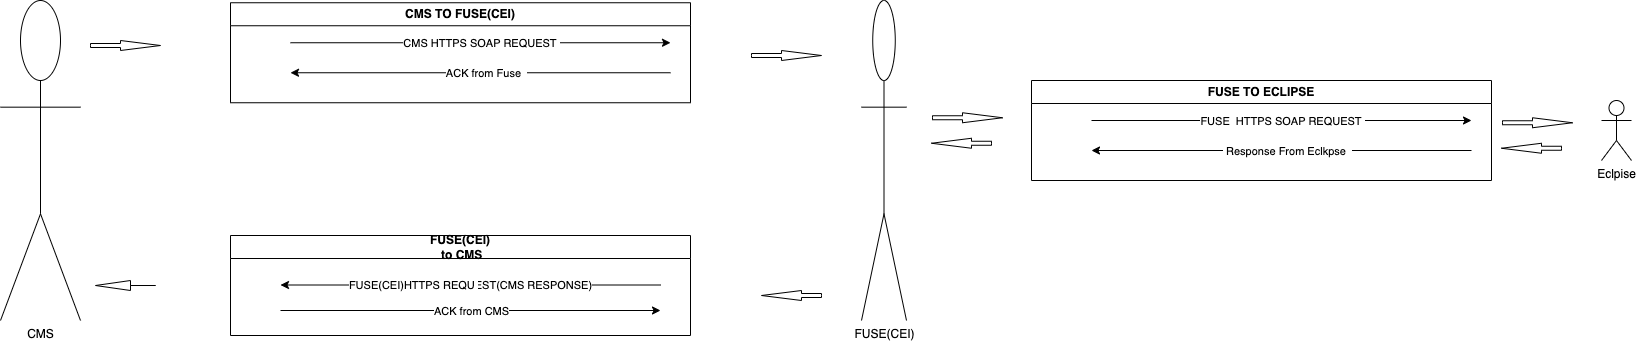 CMS TO FUSE(CEI)
CMS HTTPS SOAP REQUEST
ACK from Fuse
FUSE TO ECLIPSE
FUSE HTTPS SOAP REQUEST
Response From Eclkpse
Eclpise
FUSE(CEI)
to CMS
FUSE(CEI)HTTPS REQUEST(CMS RESPONSE)
ACK from CMS
CMS
FUSE(CEI)